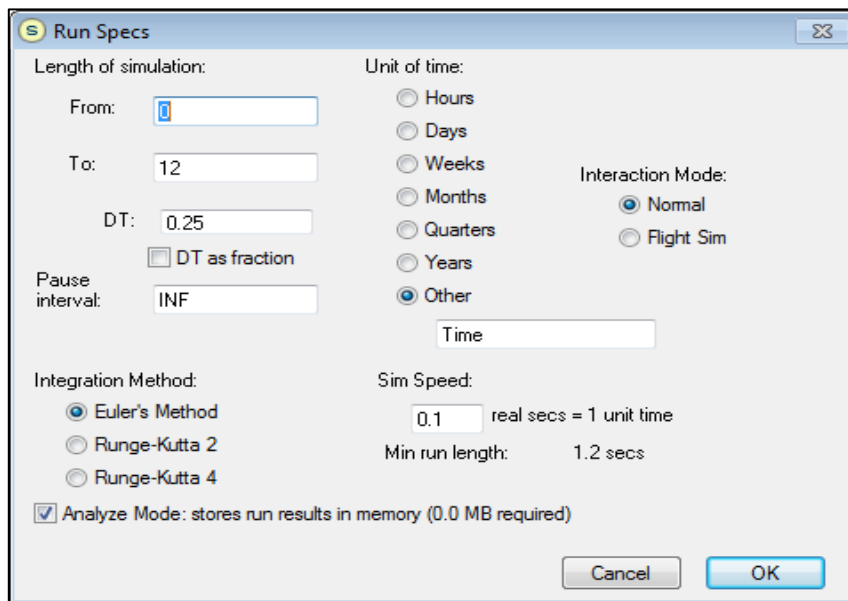 S Run Specs
Length of simulation:
From: 0
To: 12
DT: 0.25
DT as fraction
Pause
interval: INF
Unit of time:
Hours
Days
Weeks
Months
Quarters
Years
Other
Time
Interaction Mode:
Normal
Flight Sim
Integration Method:
Euler's Method
Runge-Kutta 2
Runge-Kutta 4
Sim Speed:
0.1 real secs = 1 unit time
Min run length: 1.2 secs
Analyze Mode: stores run results in memory (0.0 MB required)
Cancel OK